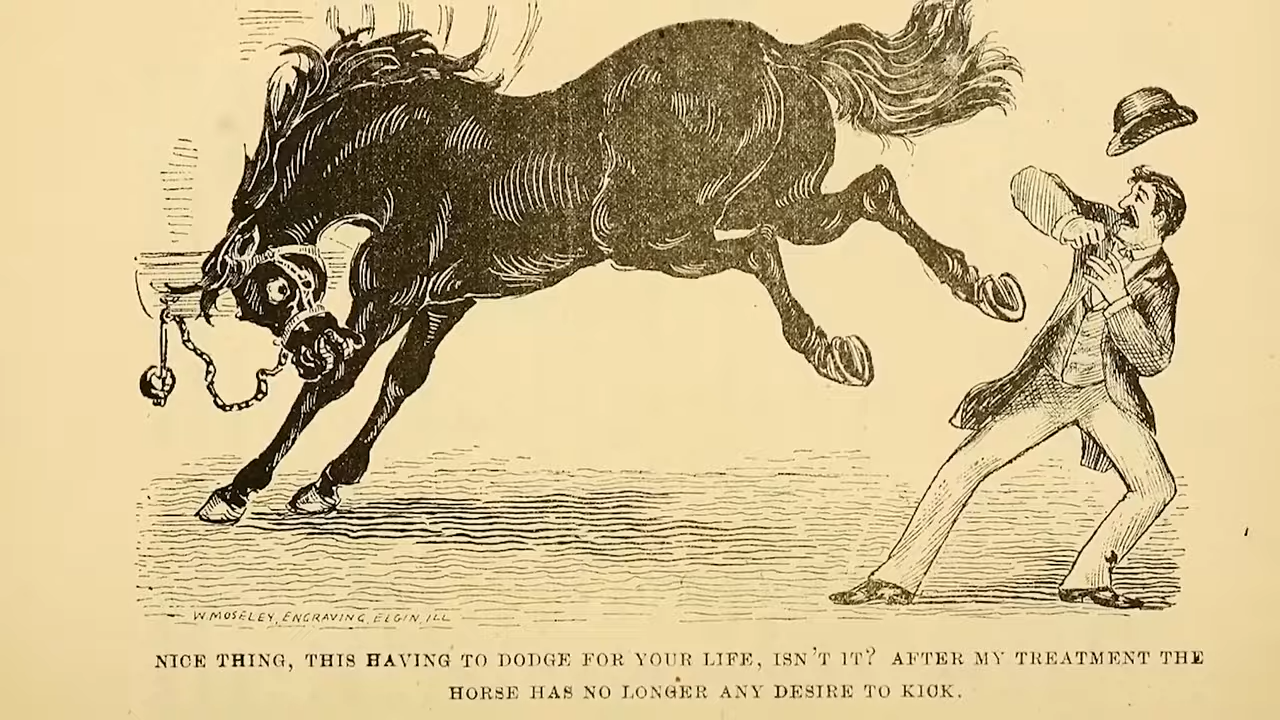 W. MOSELEY, ENGRAVING, ELGIN, ILL
NICE THING, THIS HAVING TO DODGE FOR YOUR LIFE, ISN'T IT? AFTER MY TREATMENT THE
HORSE HAS NO LONGER ANY DESIRE TO KICK.